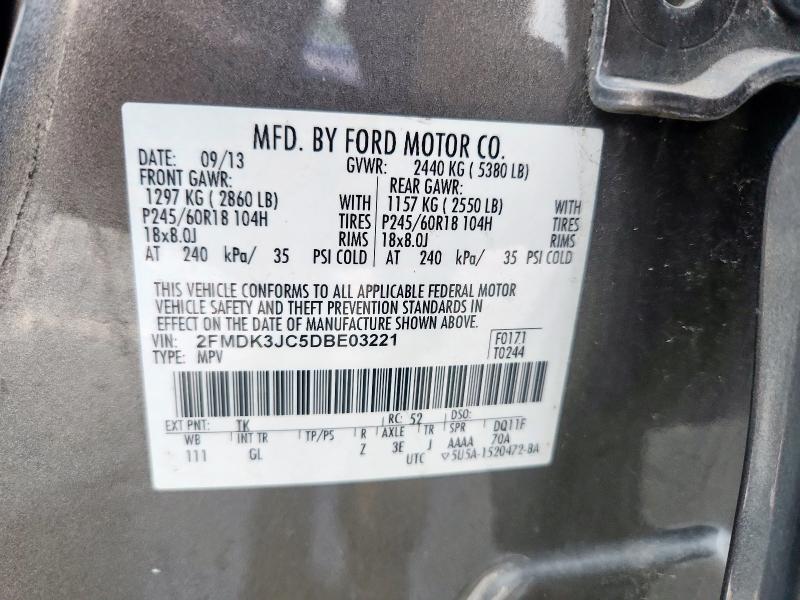 MFD. BY FORD MOTOR CO.
DATE: 09/13 GVWR: 2440 KG ( 5380 LB)
FRONT GAWR: REAR GAWR:
1297 KG ( 2860 LB) WITH 1157 KG ( 2550 LB) WITH
P245/60R18 104H TIRES P245/60R18 104H TIRES
18x8.0J RIMS 18x8.0J RIMS
AT 240 kPa/ 35 PSI COLD AT 240 kPa/ 35 PSI COLD
THIS VEHICLE CONFORMS TO ALL APPLICABLE FEDERAL MOTOR
VEHICLE SAFETY AND THEFT PREVENTION STANDARDS IN
EFFECT ON THE DATE OF MANUFACTURE SHOWN ABOVE.
VIN: 2FMDK3JC5DBE03221 F0171
TYPE: MPV T0244
EXT PNT: TK RC: 52 DSO:
WB INT TR TP/PS R AXLE TR SPR DQ11F
111 GL Z 3E J AAAA 70A
UTC ▽5U5A-1520472-BA